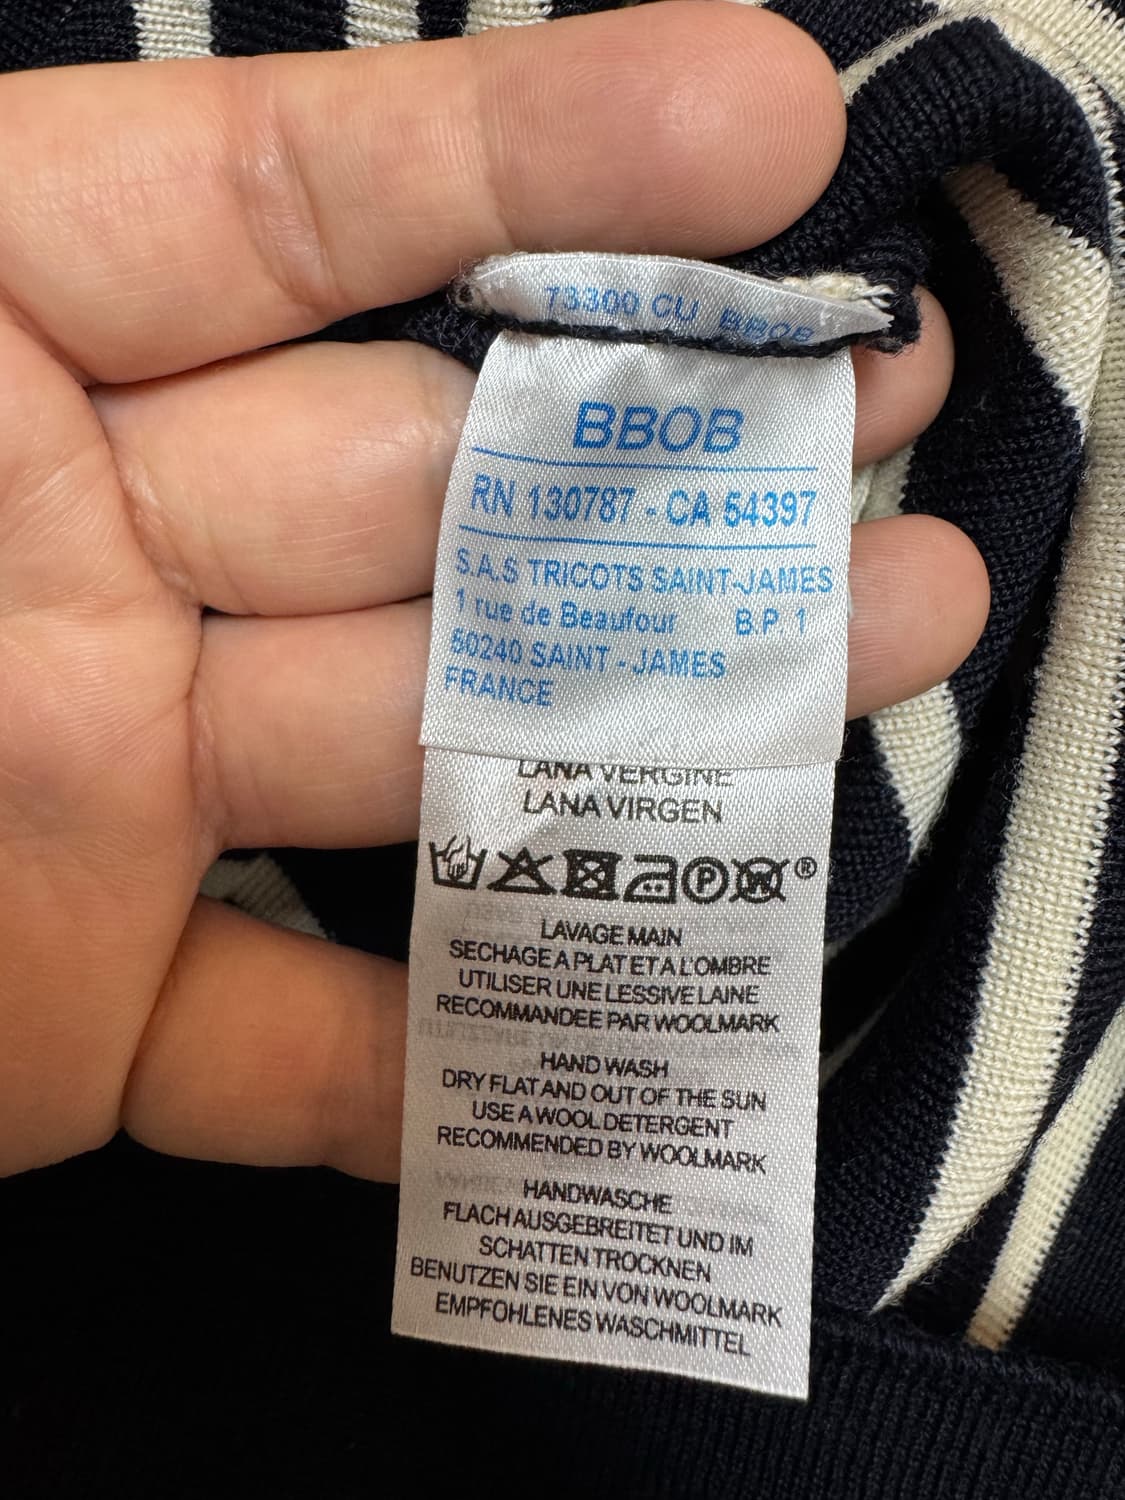 73300 CU BBOB
BBOB
RN 130787 - CA 54397
S.A.S TRICOTS SAINT-JAMES
1 rue de Beaufour B.P. 1
50240 SAINT - JAMES
FRANCE
LANA VERGINE
LANA VIRGEN
P W ®
LAVAGE MAIN
SECHAGE A PLAT ET A L'OMBRE
UTILISER UNE LESSIVE LAINE
RECOMMANDEE PAR WOOLMARK
HAND WASH
DRY FLAT AND OUT OF THE SUN
USE A WOOL DETERGENT
RECOMMENDED BY WOOLMARK
HANDWASCHE
FLACH AUSGEBREITET UND IM
SCHATTEN TROCKNEN
BENUTZEN SIE EIN VON WOOLMARK
EMPFOHLENES WASCHMITTEL